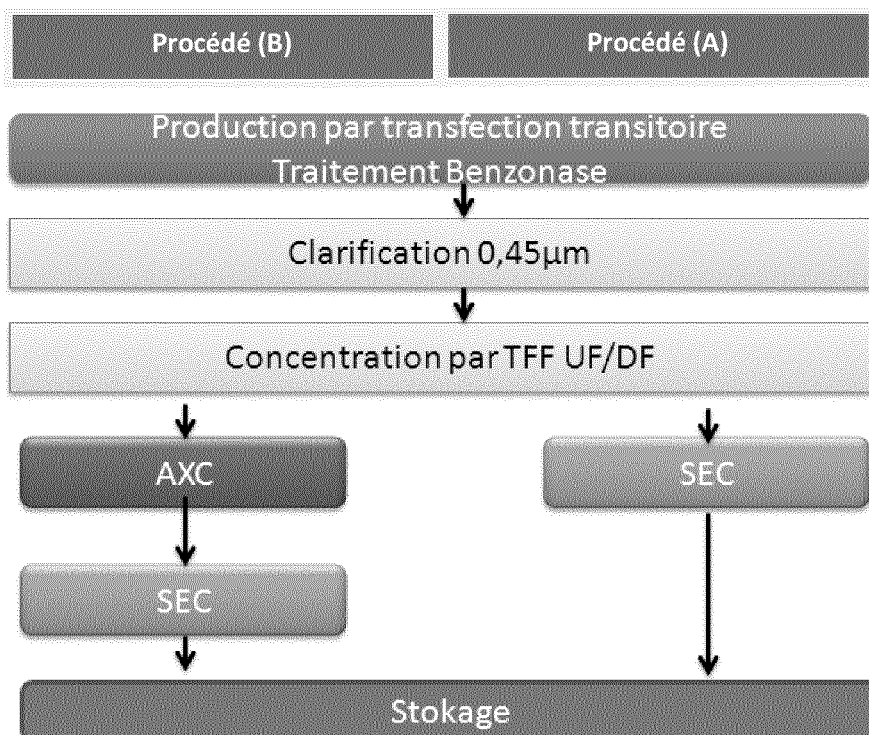 Procédé (B)
Procédé (A)
Production par transfection transitoire
Traitement Benzonase
Clarification 0,45µm
Concentration par TFF UF/DF
AXC
SEC
SEC
Stokage